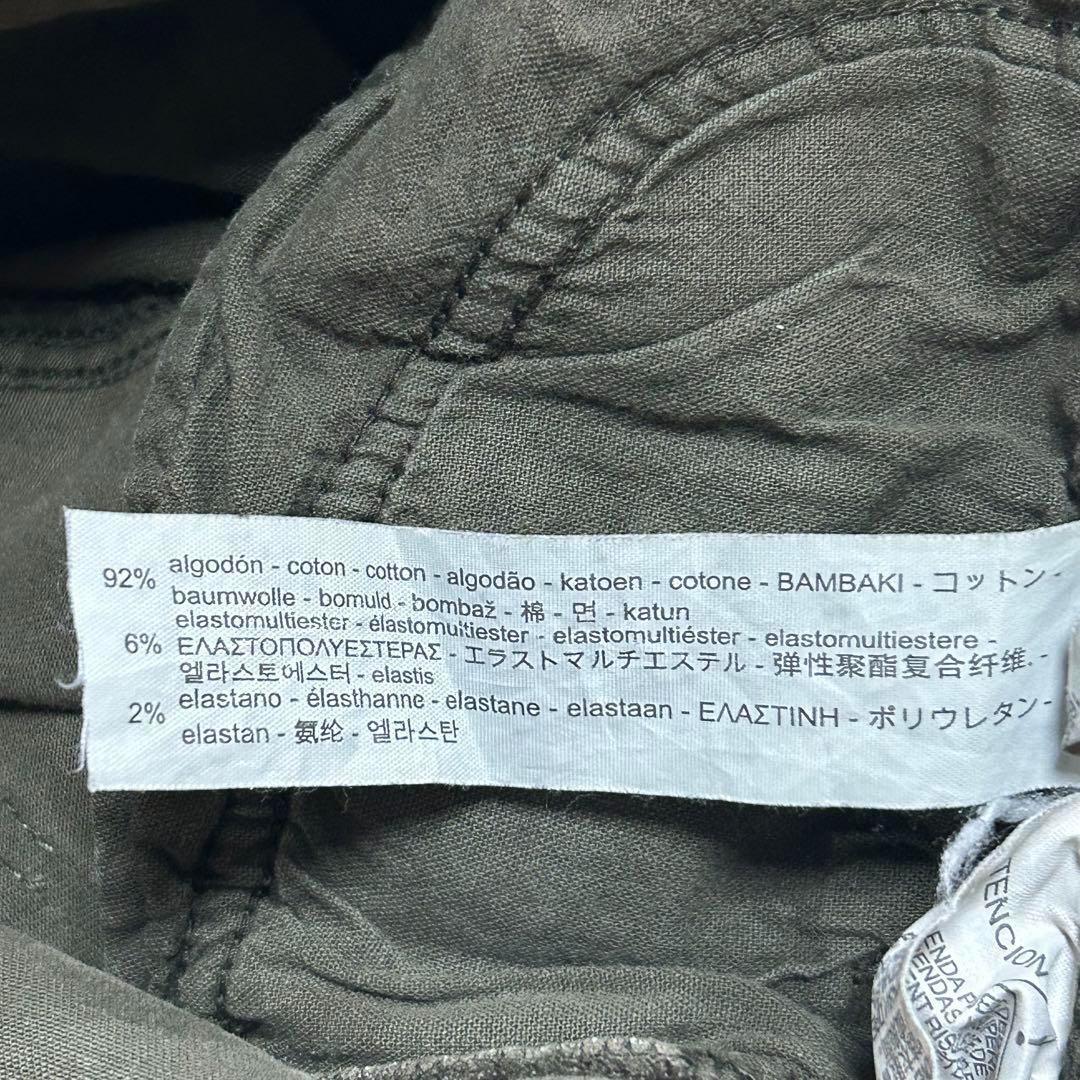 92% algodón - coton - cotton - algodão - katoen - cotone - BAMBAKI - コットン -
baumwolle - bomuld - bombaž - 棉 - 면 - katun
elastomultiester - élastomultiester - elastomultiéster - elastomultiestere -
6% ΕΛΑΣΤΟΠΟΛΥΕΣΤΕΡΑΣ - エラストマルチエステル - 弹性聚酯复合纤维. -
엘라스토에스터 - elastis
2% elastano - élasthanne - elastane - elastaan - ΕΛΑΣΤΙΝΗ - ポリウレタン -
elastan - 氨纶 - 엘라스탄
TENCION
ENDA